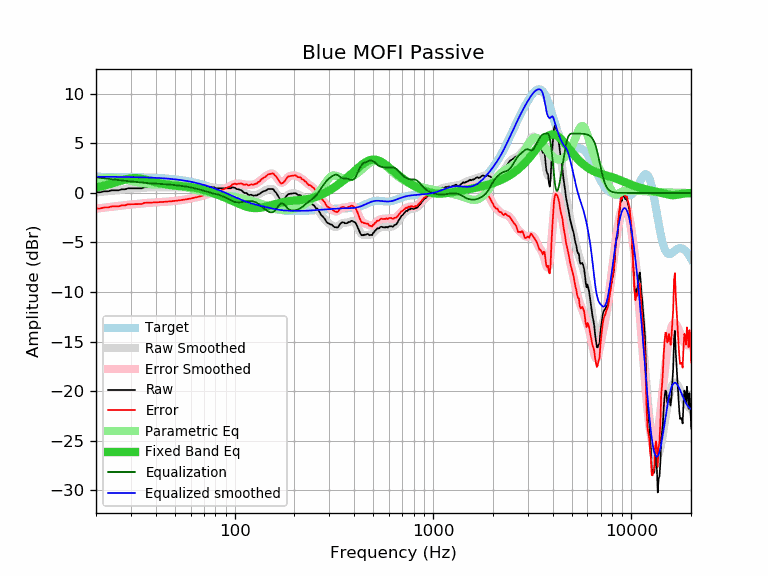 Blue MOFI Passive
Amplitude (dBr)
10
5
0
−5
−10
−15
−20
−25
−30
Target
Raw Smoothed
Error Smoothed
Raw
Error
Parametric Eq
Fixed Band Eq
Equalization
Equalized smoothed
100
1000
10000
Frequency (Hz)